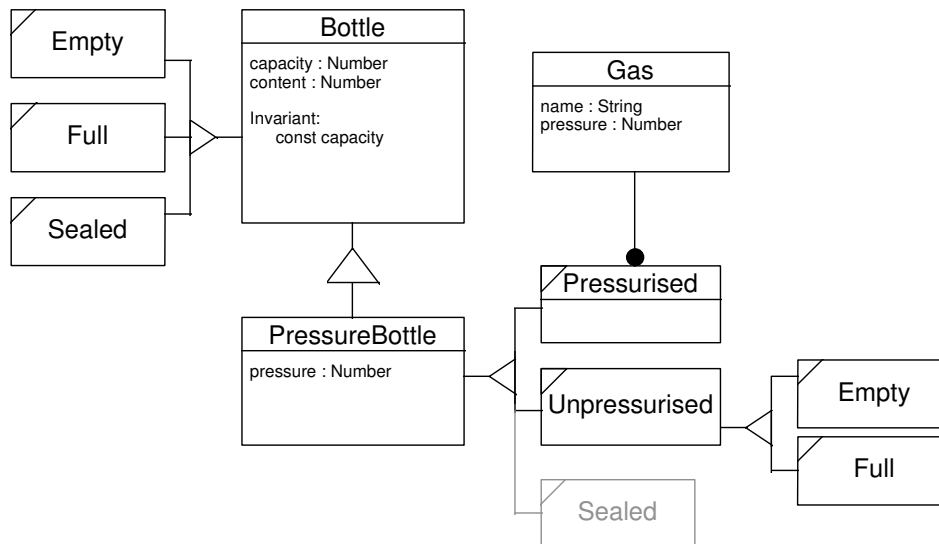 Empty
Full
Sealed
Bottle
capacity : Number
content : Number
Invariant:
const capacity
Gas
name : String
pressure : Number
PressureBottle
pressure : Number
Pressurised
Unpressurised
Sealed
Empty
Full